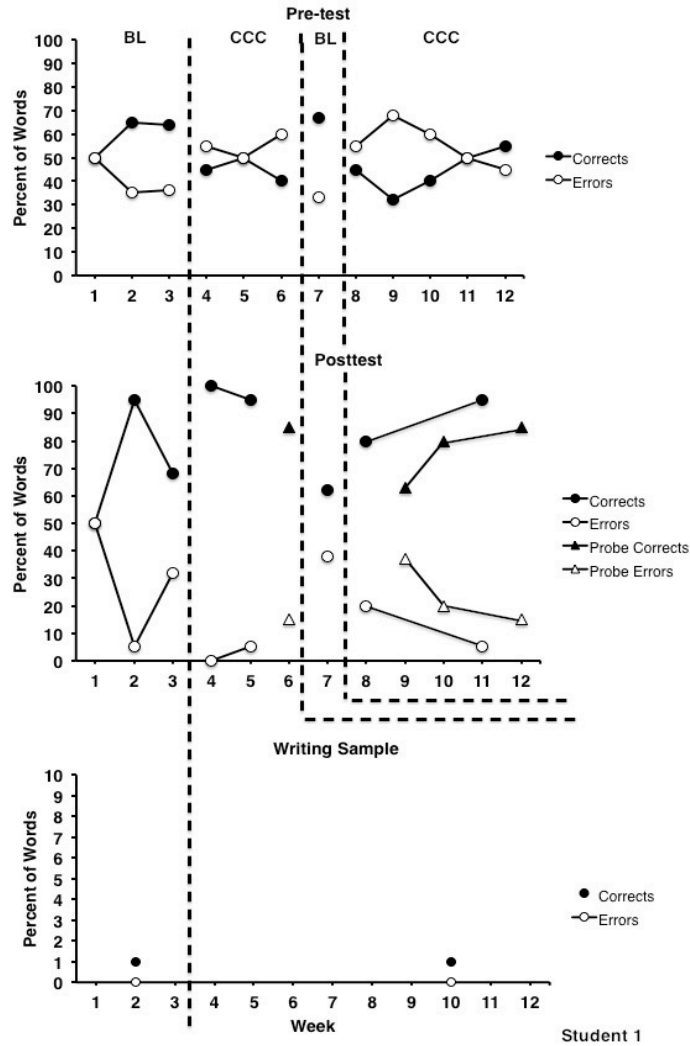 Pre-test
BL CCC BL CCC
Percent of Words
100
90
80
70
60
50
40
30
20
10
0
1 2 3 4 5 6 7 8 9 10 11 12
Corrects
Errors
Posttest
Percent of Words
100
90
80
70
60
50
40
30
20
10
0
1 2 3 4 5 6 7 8 9 10 11 12
Corrects
Errors
Probe Corrects
Probe Errors
Writing Sample
Percent of Words
10
9
8
7
6
5
4
3
2
1
0
1 2 3 4 5 6 7 8 9 10 11 12
Corrects
Errors
Week
Student 1